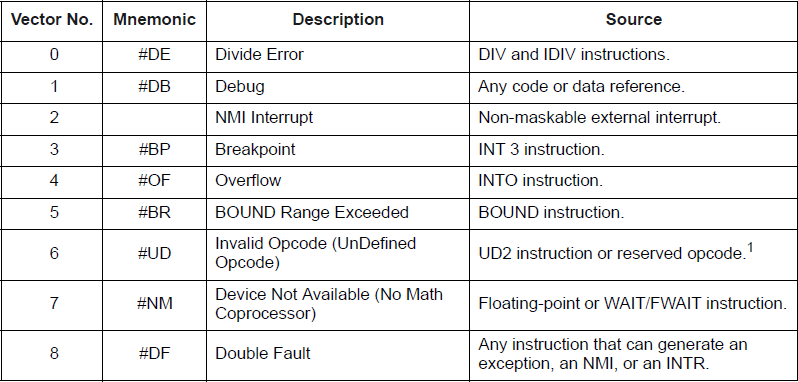 Vector No. Mnemonic Description Source
0 #DE Divide Error DIV and IDIV instructions.
1 #DB Debug Any code or data reference.
2 NMI Interrupt Non-maskable external interrupt.
3 #BP Breakpoint INT 3 instruction.
4 #OF Overflow INTO instruction.
5 #BR BOUND Range Exceeded BOUND instruction.
6 #UD Invalid Opcode (UnDefined
Opcode) UD2 instruction or reserved opcode.1
7 #NM Device Not Available (No Math
Coprocessor) Floating-point or WAIT/FWAIT instruction.
8 #DF Double Fault Any instruction that can generate an
exception, an NMI, or an INTR.